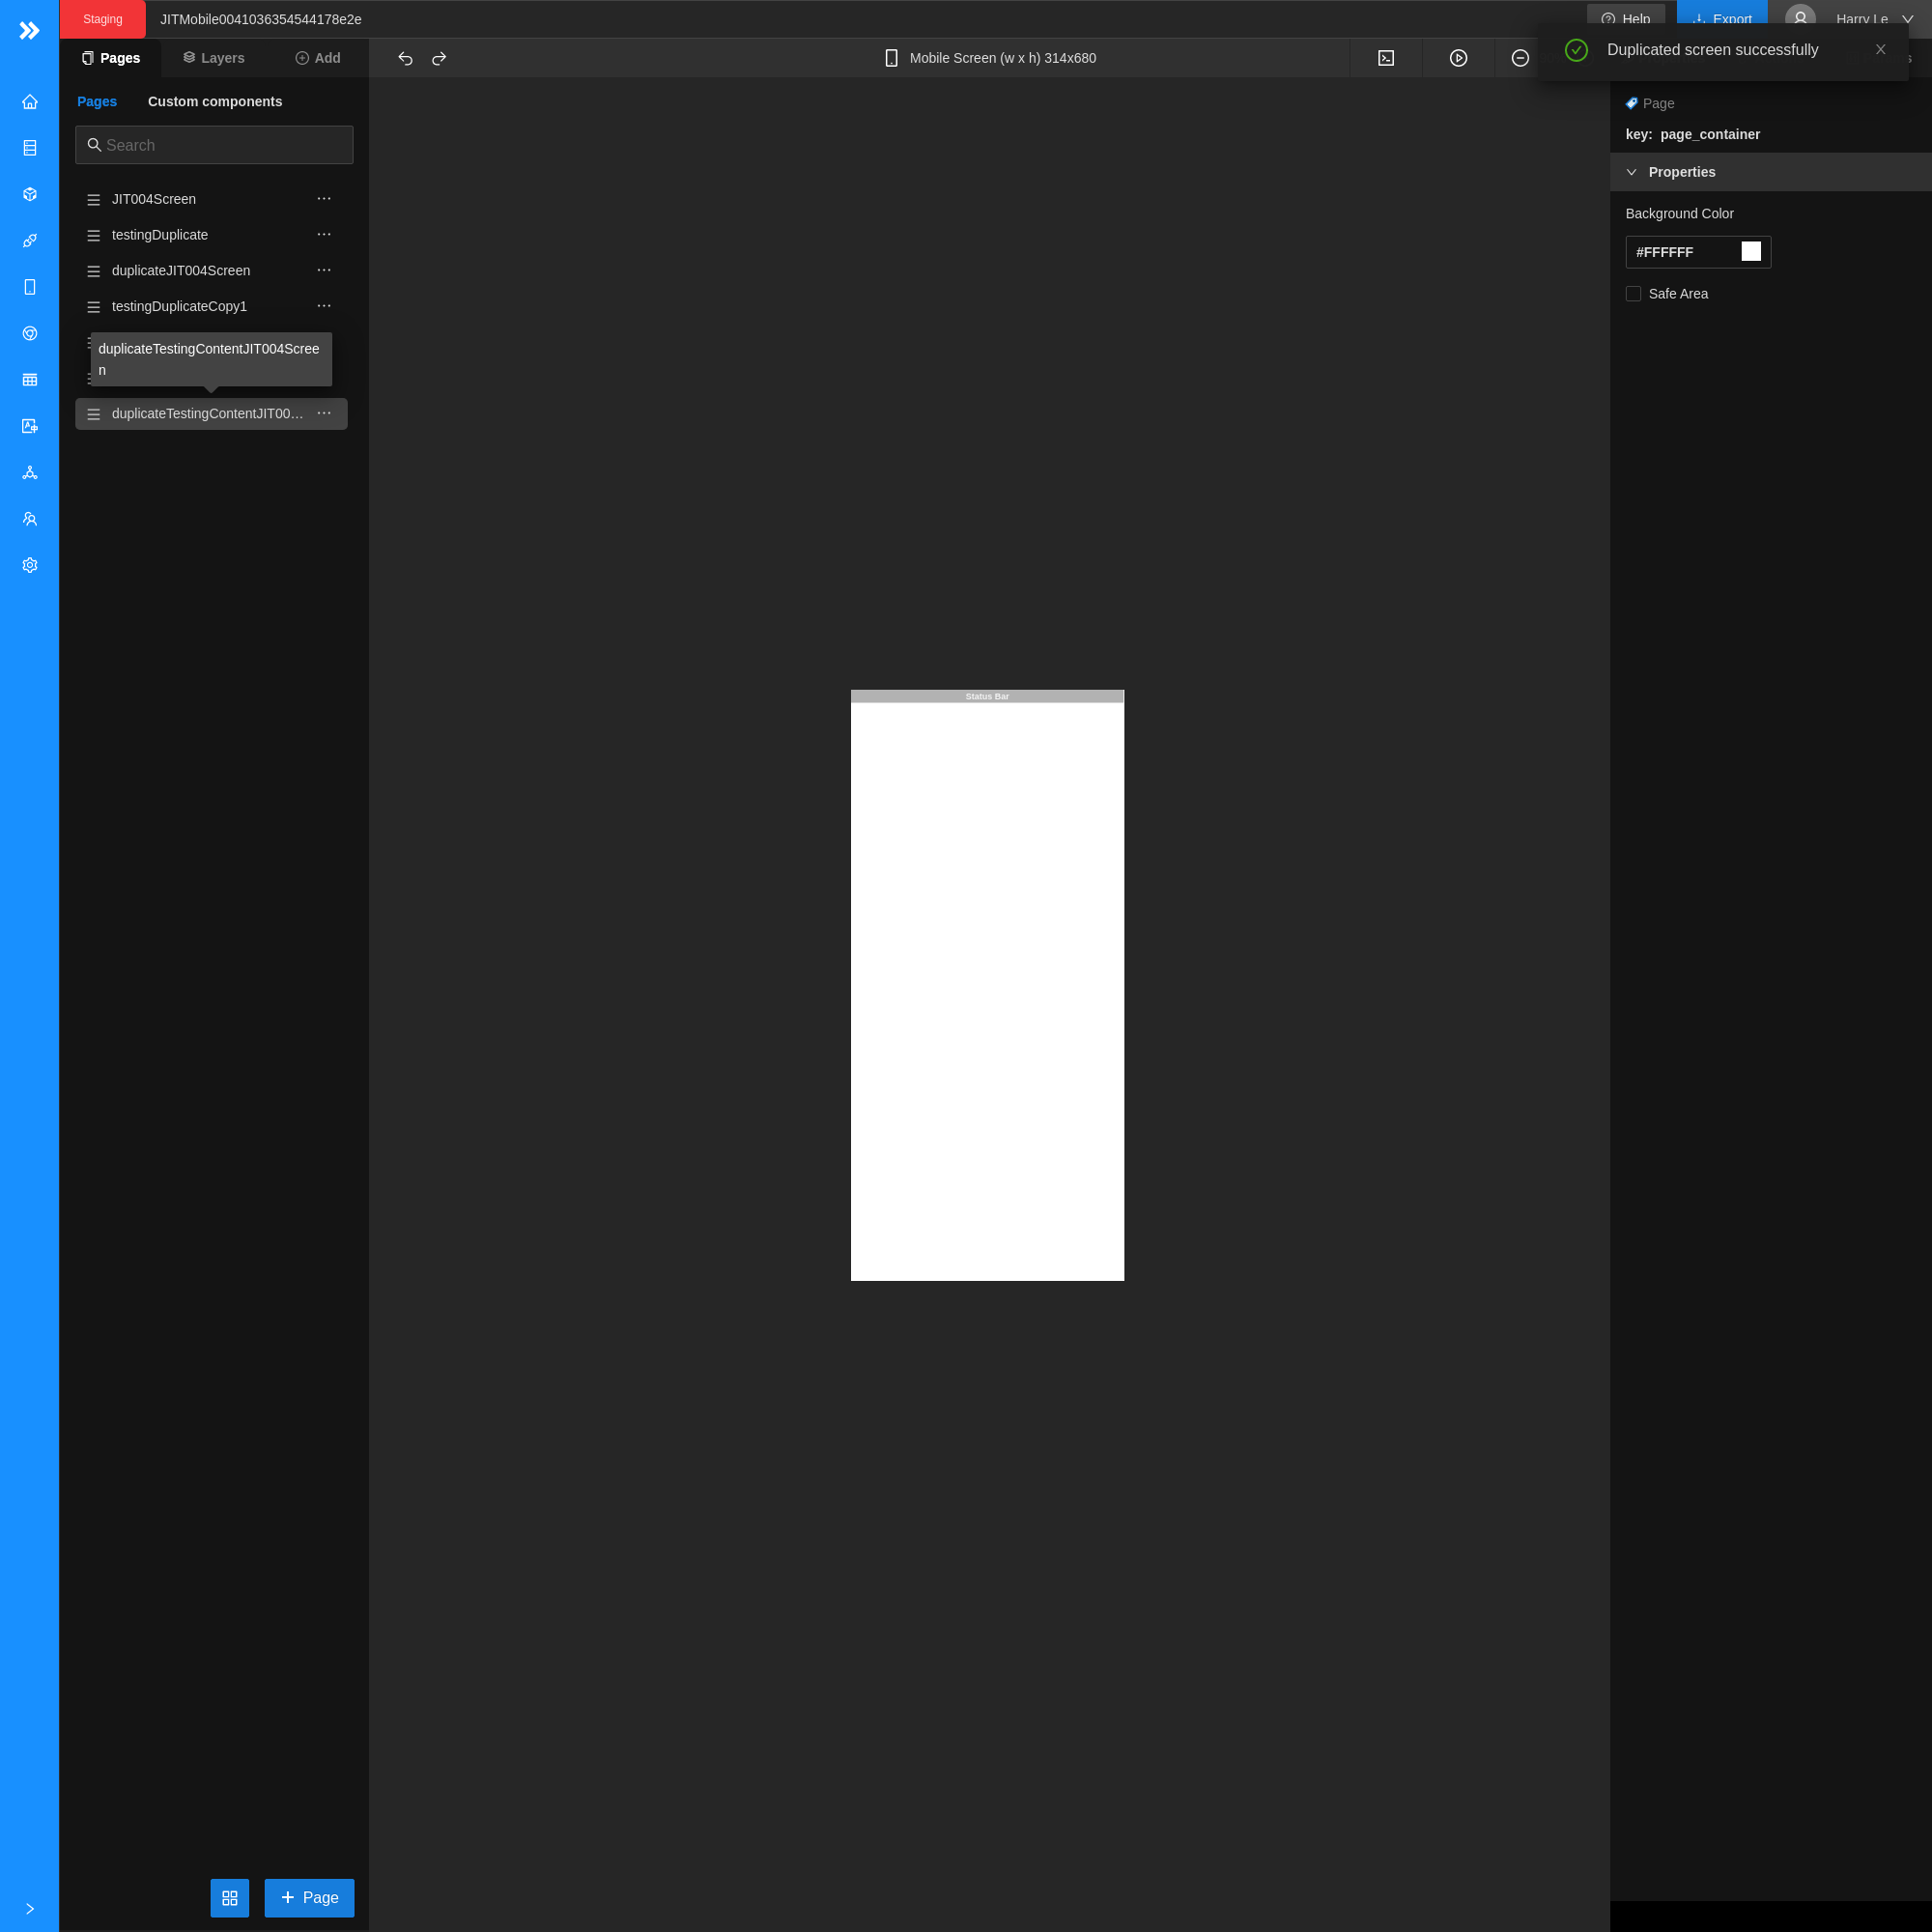 Staging
JITMobile0041036354544178e2e
Help
Export
Harry Le
Duplicated screen successfully
Pages
Layers
Add
Mobile Screen (w x h) 314x680
Pages
Custom components
Search
JIT004Screen
testingDuplicate
duplicateJIT004Screen
testingDuplicateCopy1
duplicateTestingContentJIT004Scree
n
duplicateTestingContentJIT00...
Status Bar
Page
key: page_container
Properties
Background Color
#FFFFFF
Safe Area
Page